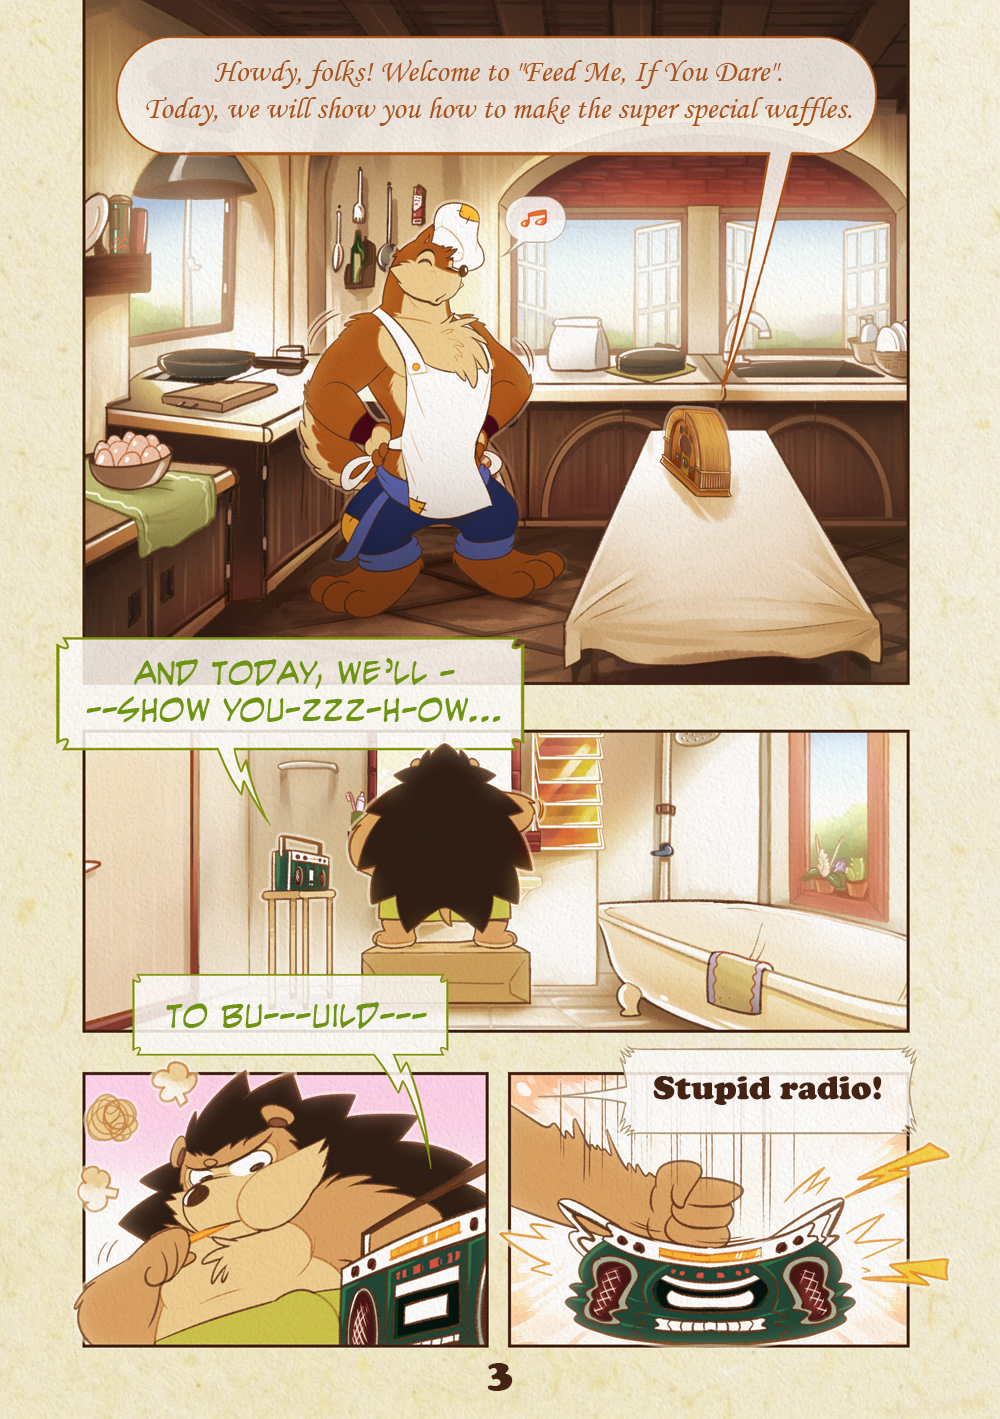 Howdy, folks! Welcome to "Feed Me, If You Dare".
Today, we will show you how to make the super special waffles.
AND TODAY, WE'LL -
--SHOW YOU-ZZZ-H-OW...
TO BU---UILD---
Stupid radio!
3